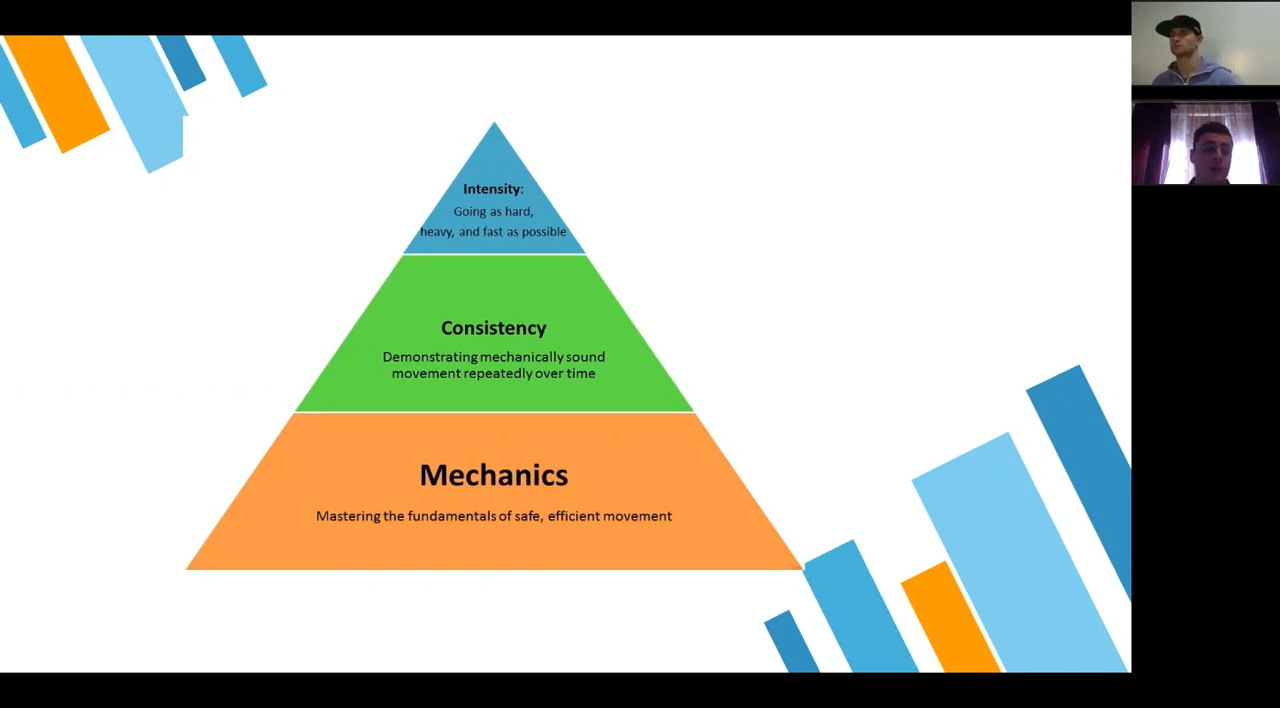 Intensity:
Going as hard,
heavy, and fast as possible
Consistency
Demonstrating mechanically sound
movement repeatedly over time
Mechanics
Mastering the fundamentals of safe, efficient movement